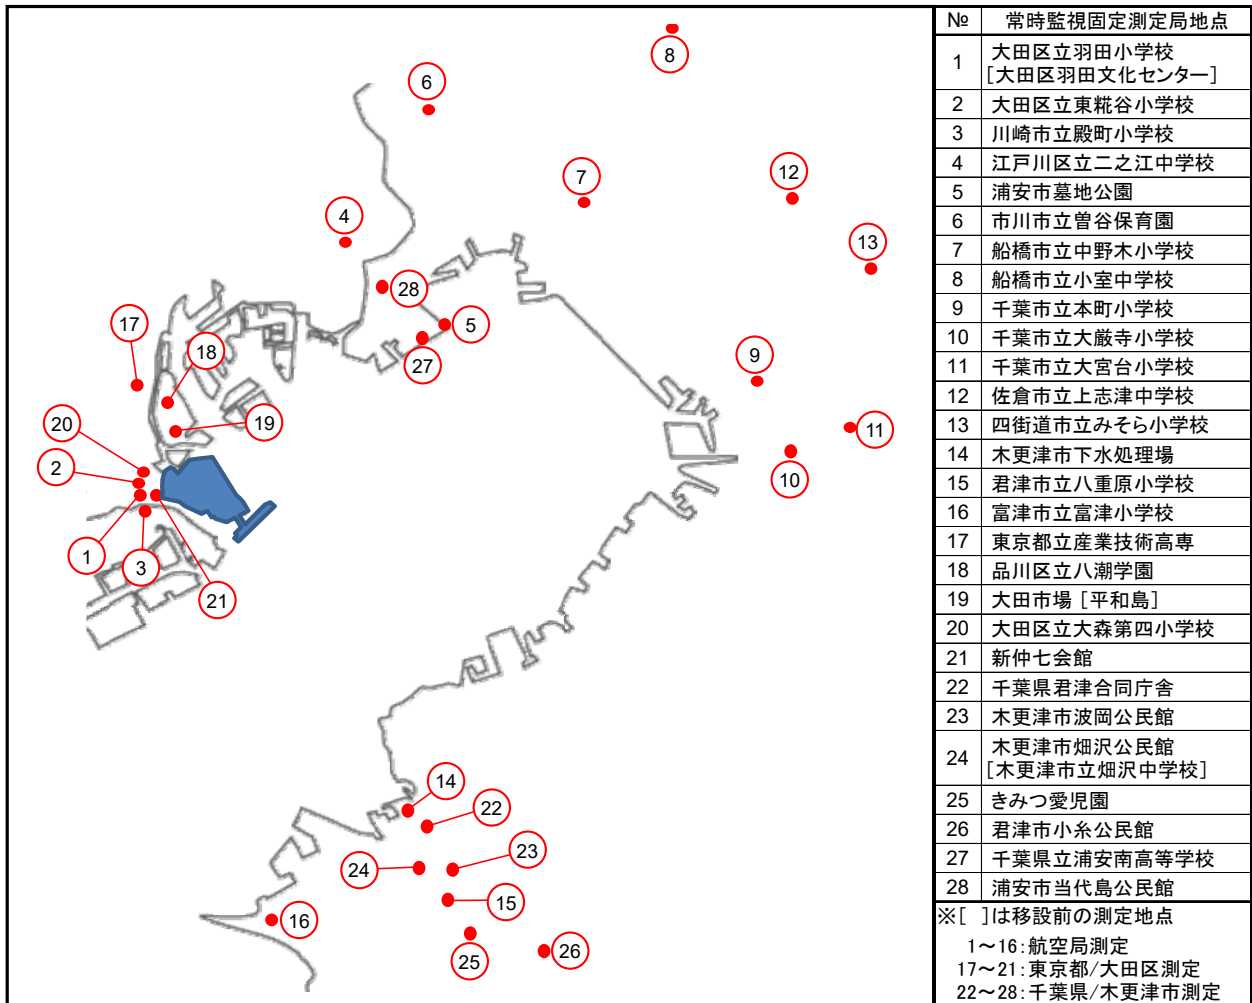 8
6
7
12
4
13
28
17
5
18
27
9
20
19
11
2
10
1
3
21
14
22
24
23
15
16
25
26
№ 常時監視固定測定局地点
1 大田区立羽田小学校
[大田区羽田文化センター]
2 大田区立東糀谷小学校
3 川崎市立殿町小学校
4 江戸川区立二之江中学校
5 浦安市墓地公園
6 市川市立曽谷保育園
7 船橋市立中野木小学校
8 船橋市立小室中学校
9 千葉市立本町小学校
10 千葉市立大厳寺小学校
11 千葉市立大宮台小学校
12 佐倉市立上志津中学校
13 四街道市立みそら小学校
14 木更津市下水処理場
15 君津市立八重原小学校
16 富津市立富津小学校
17 東京都立産業技術高専
18 品川区立八潮学園
19 大田市場 [平和島]
20 大田区立大森第四小学校
21 新仲七会館
22 千葉県君津合同庁舎
23 木更津市波岡公民館
24 木更津市畑沢公民館
[木更津市立畑沢中学校]
25 きみつ愛児園
26 君津市小糸公民館
27 千葉県立浦安南高等学校
28 浦安市当代島公民館
※[ ]は移設前の測定地点
1～16:航空局測定
17～21:東京都/大田区測定
22～28:千葉県/木更津市測定